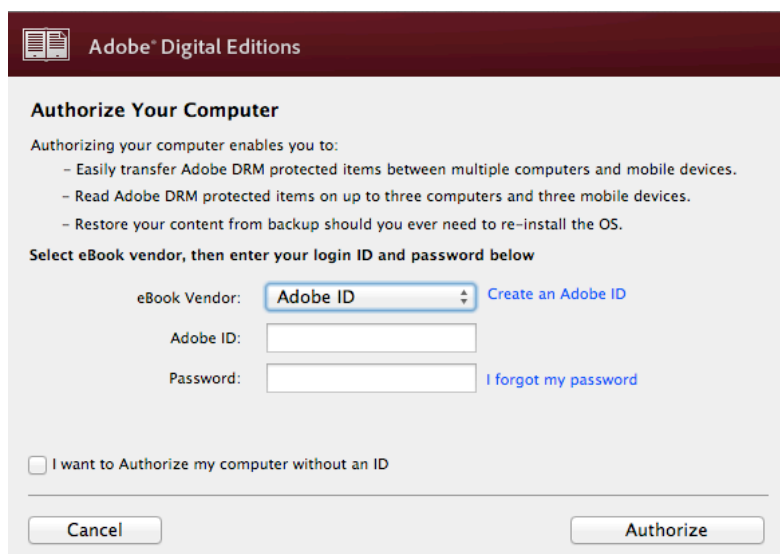 Adobe® Digital Editions
Authorize Your Computer
Authorizing your computer enables you to:
– Easily transfer Adobe DRM protected items between multiple computers and mobile devices.
– Read Adobe DRM protected items on up to three computers and three mobile devices.
– Restore your content from backup should you ever need to re-install the OS.
Select eBook vendor, then enter your login ID and password below
eBook Vendor: Adobe ID Create an Adobe ID
Adobe ID:
Password: I forgot my password
I want to Authorize my computer without an ID
Cancel Authorize